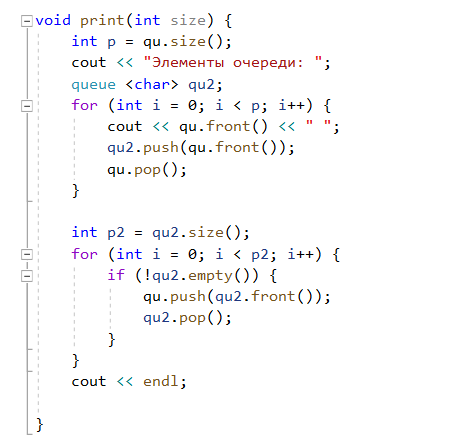 void print(int size) {
    int p = qu.size();
    cout << "Элементы очереди: ";
    queue <char> qu2;
    for (int i = 0; i < p; i++) {
        cout << qu.front() << " ";
        qu2.push(qu.front());
        qu.pop();
    }

    int p2 = qu2.size();
    for (int i = 0; i < p2; i++) {
        if (!qu2.empty()) {
            qu.push(qu2.front());
            qu2.pop();
        }
    }
    cout << endl;

}